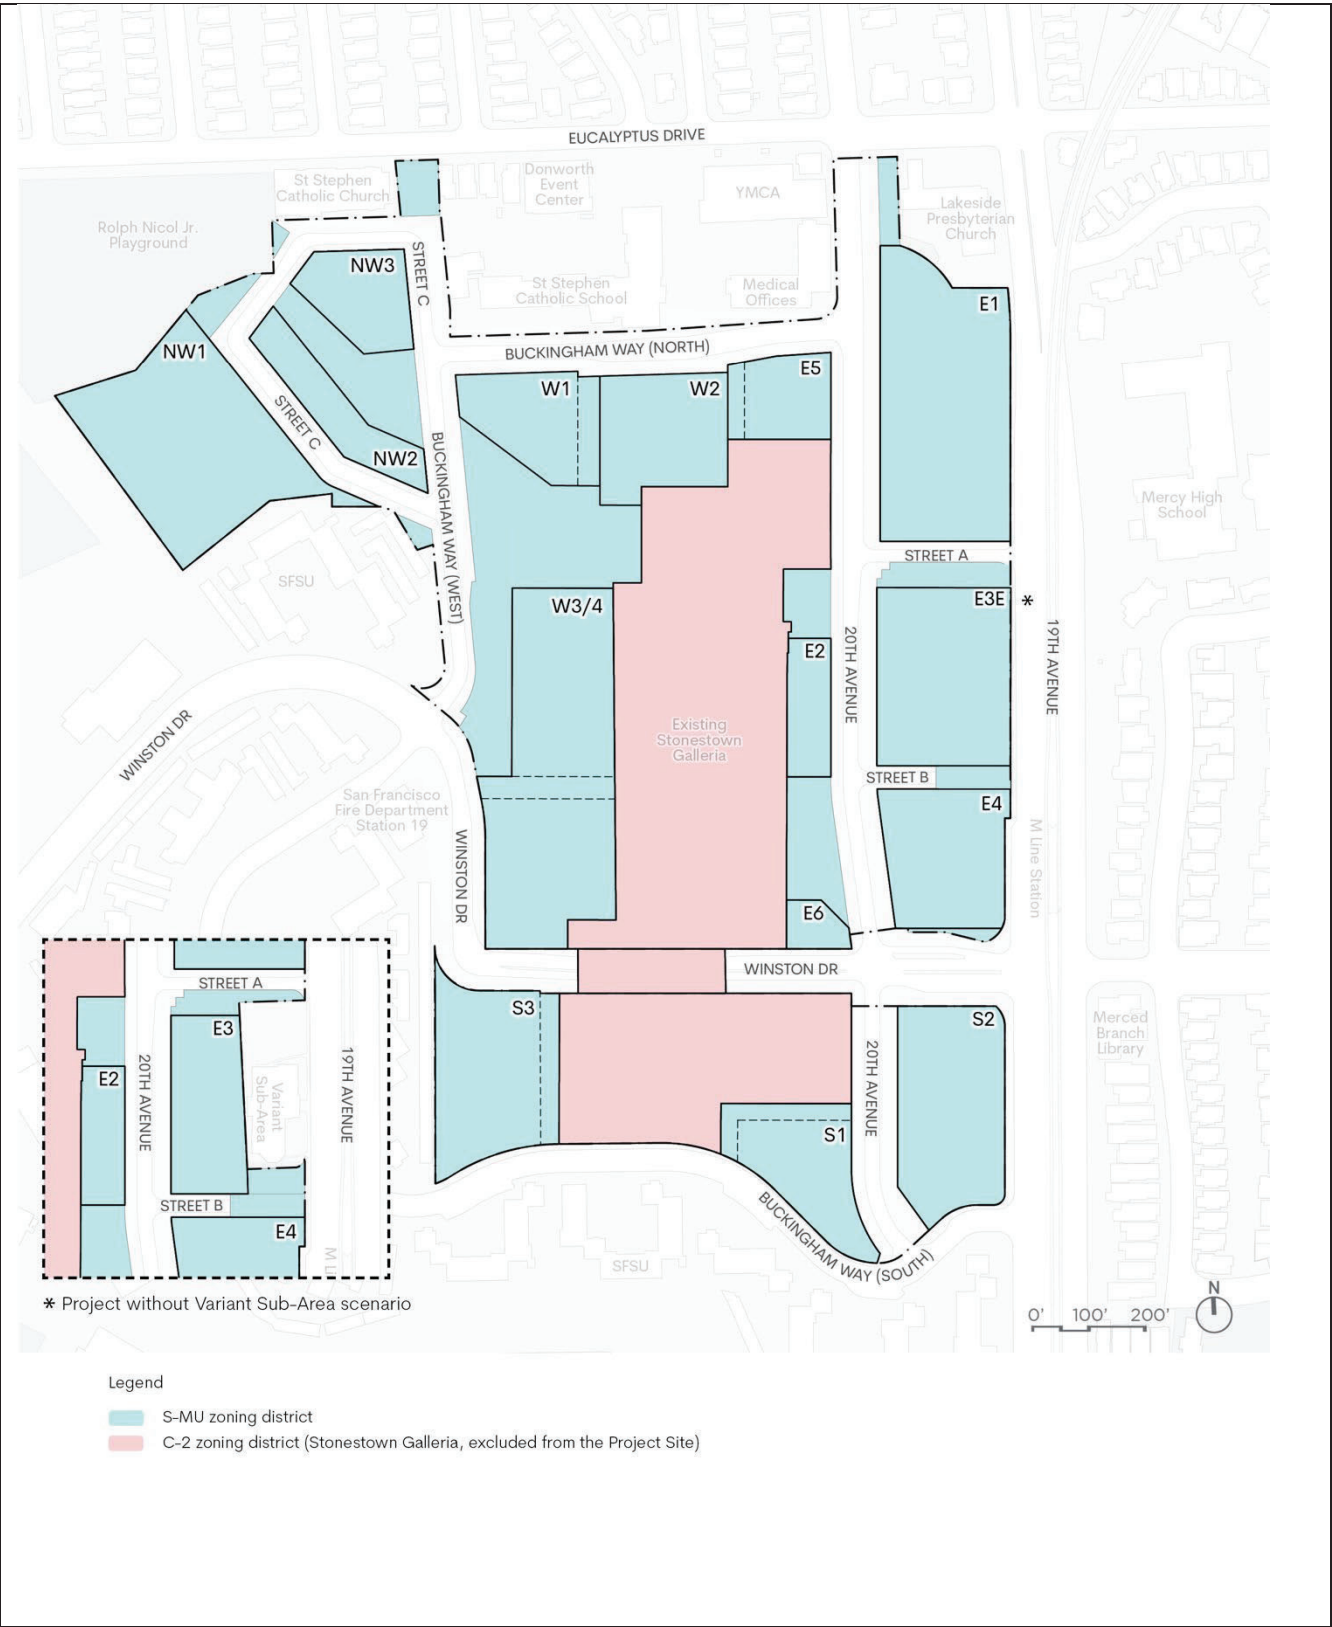 EUCALYPTUS DRIVE
St Stephen
Catholic Church
Donworth
Event
Center
YMCA
Lakeside
Presbyterian
Church
Rolph Nicol Jr.
Playground
NW3
STREET C
St Stephen
Catholic School
Medical
Offices
E1
NW1
BUCKINGHAM WAY (NORTH)
W1
W2
E5
STREET C
NW2
BUCKINGHAM WAY (WEST)
Mercy High
School
STREET A
SFSU
W3/4
E3E
*
E2
20TH AVENUE
19TH AVENUE
Existing
Stonestown
Galleria
WINSTON DR
STREET B
San Francisco
Fire Department
Station 19
E4
M Line Station
WINSTON DR
E6
WINSTON DR
STREET A
S3
S2
Merced
Branch
Library
E3
E2
20TH AVENUE
Variant
Sub-Area
19TH AVENUE
20TH AVENUE
S1
STREET B
E4
M Li
BUCKINGHAM WAY (SOUTH)
SFSU
* Project without Variant Sub-Area scenario
N
0' 100' 200'
Legend
S-MU zoning district
C-2 zoning district (Stonestown Galleria, excluded from the Project Site)